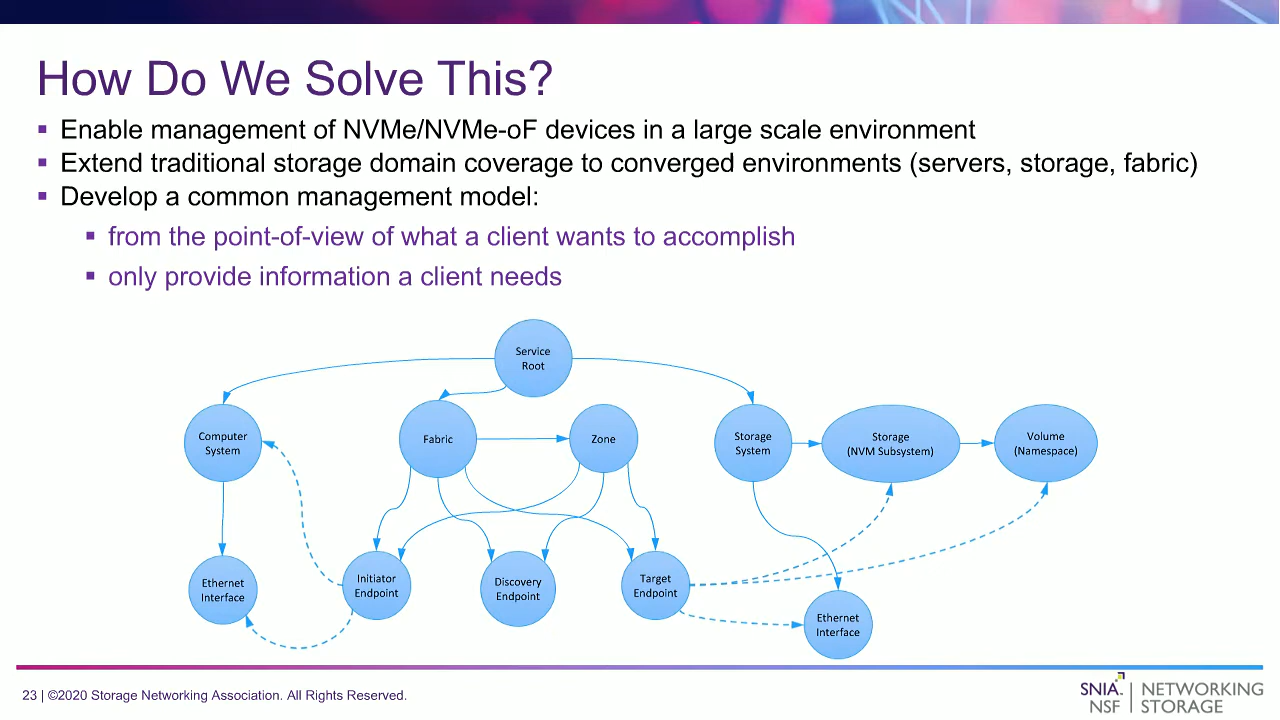 How Do We Solve This?
▪ Enable management of NVMe/NVMe-oF devices in a large scale environment
▪ Extend traditional storage domain coverage to converged environments (servers, storage, fabric)
▪ Develop a common management model:
▪ from the point-of-view of what a client wants to accomplish
▪ only provide information a client needs
Service
Root
Computer
System
Fabric
Zone
Storage
System
Storage
(NVM Subsystem)
Volume
(Namespace)
Ethernet
Interface
Initiator
Endpoint
Discovery
Endpoint
Target
Endpoint
Ethernet
Interface
23 | ©2020 Storage Networking Association. All Rights Reserved.
SNIA. | NETWORKING
NSF | STORAGE